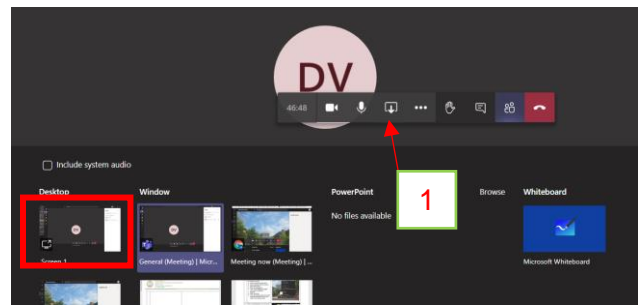 DV
46:48
1
Include system audio
Desktop
Window
PowerPoint
Browse
Whiteboard
No files available
Screen 1
General (Meeting) | Micr...
Meeting now (Meeting) | ...
Microsoft Whiteboard